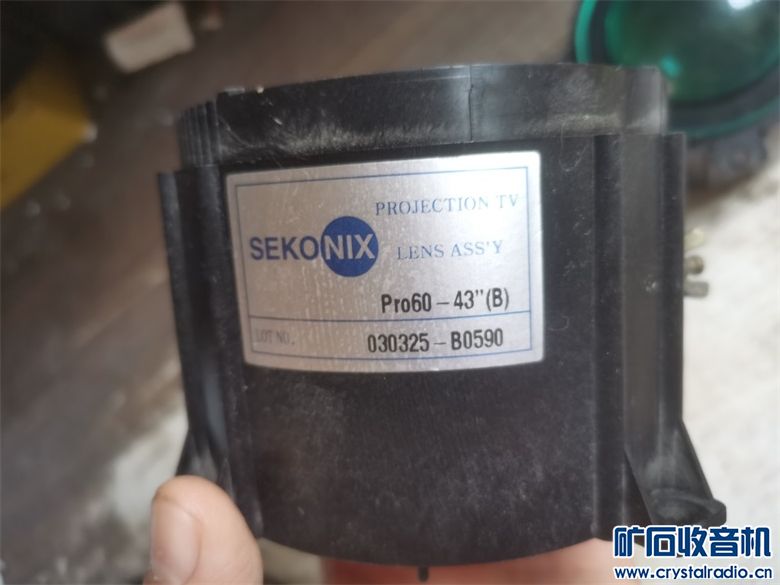 PROJECTION TV
SEKONIX
LENS ASS'Y
Pro60-43"(B)
LOT NO. 030325-B0590
矿石收音机
www.crystalradio.cn